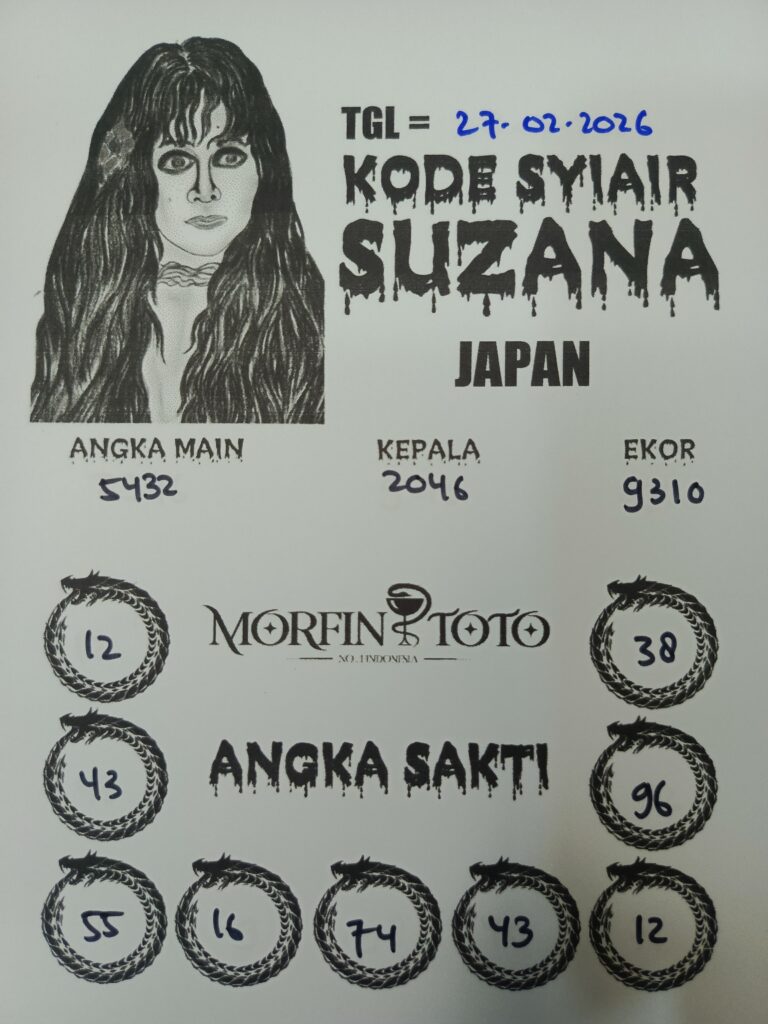 TGL = 27-02-2026
KODE SYIAIR
SUZANA
JAPAN
ANGKA MAIN KEPALA EKOR
5432 2046 9310
12 MORFIN TOTO 38
NO.1 INDONESIA
43 ANGKA SAKTI 96
55 16 74 43 12